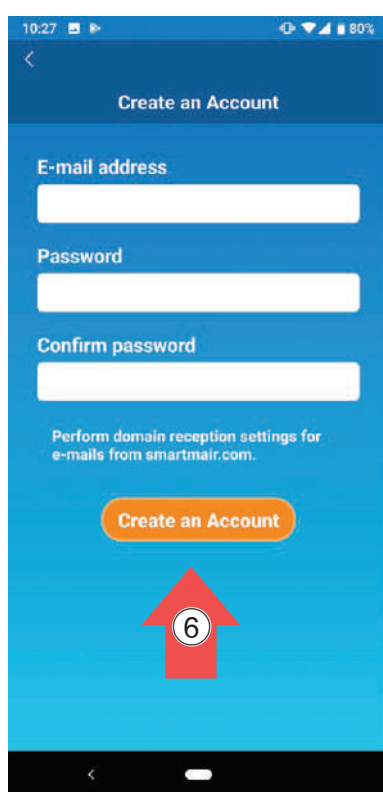 10:27 80%
Create an Account
E-mail address
Password
Confirm password
Perform domain reception settings for
e-mails from smartmair.com.
Create an Account
6